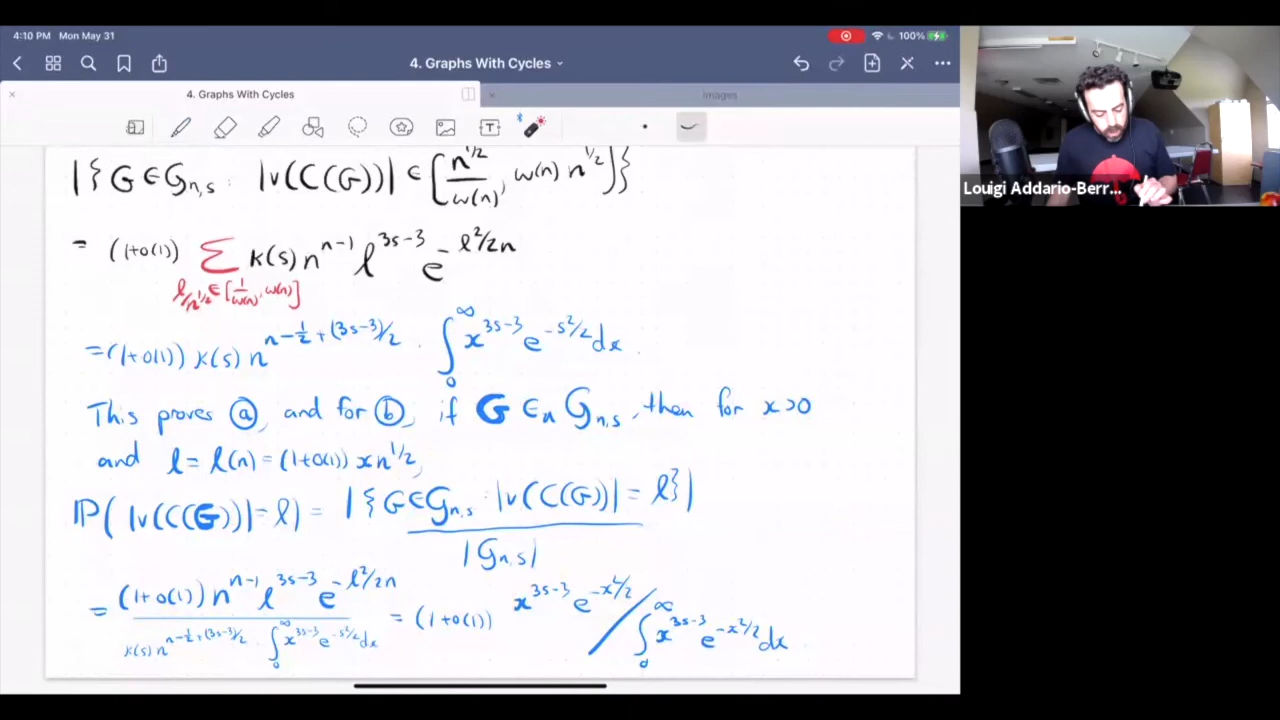 4:10 PM Mon May 31
100%
4. Graphs With Cycles
4. Graphs With Cycles
Images
|{G ∈ 𝒢_{n,s} : |v(C(G))| ∈ [n^{1/2}/ω(n), ω(n) n^{1/2}]}|
= (1+o(1)) Σ_{l/n^{1/2} ∈ [1/ω(n), ω(n)]} K(s) n^{n-1} l^{3s-3} e^{-l²/2n}
= (1+o(1)) K(s) n^{n-1/2+(3s-3)/2} · ∫_0^∞ x^{3s-3} e^{-s²/2} dx.
This proves ⓐ, and for ⓑ, if G ∈_u 𝒢_{n,s}, then for x>0
and l = l(n) = (1+o(1)) x n^{1/2},
ℙ(|v(C(G))| = l) = |{G ∈ 𝒢_{n,s} : |v(C(G))| = l}| / |𝒢_{n,s}|
= (1+o(1)) n^{n-1} l^{3s-3} e^{-l²/2n} / K(s) n^{n-1/2+(3s-3)/2} · ∫_0^∞ x^{3s-3} e^{-s²/2} dx = (1+o(1)) x^{3s-3} e^{-x²/2} / ∫_0^∞ x^{3s-3} e^{-x²/2} dx
Louigi Addario-Berr...